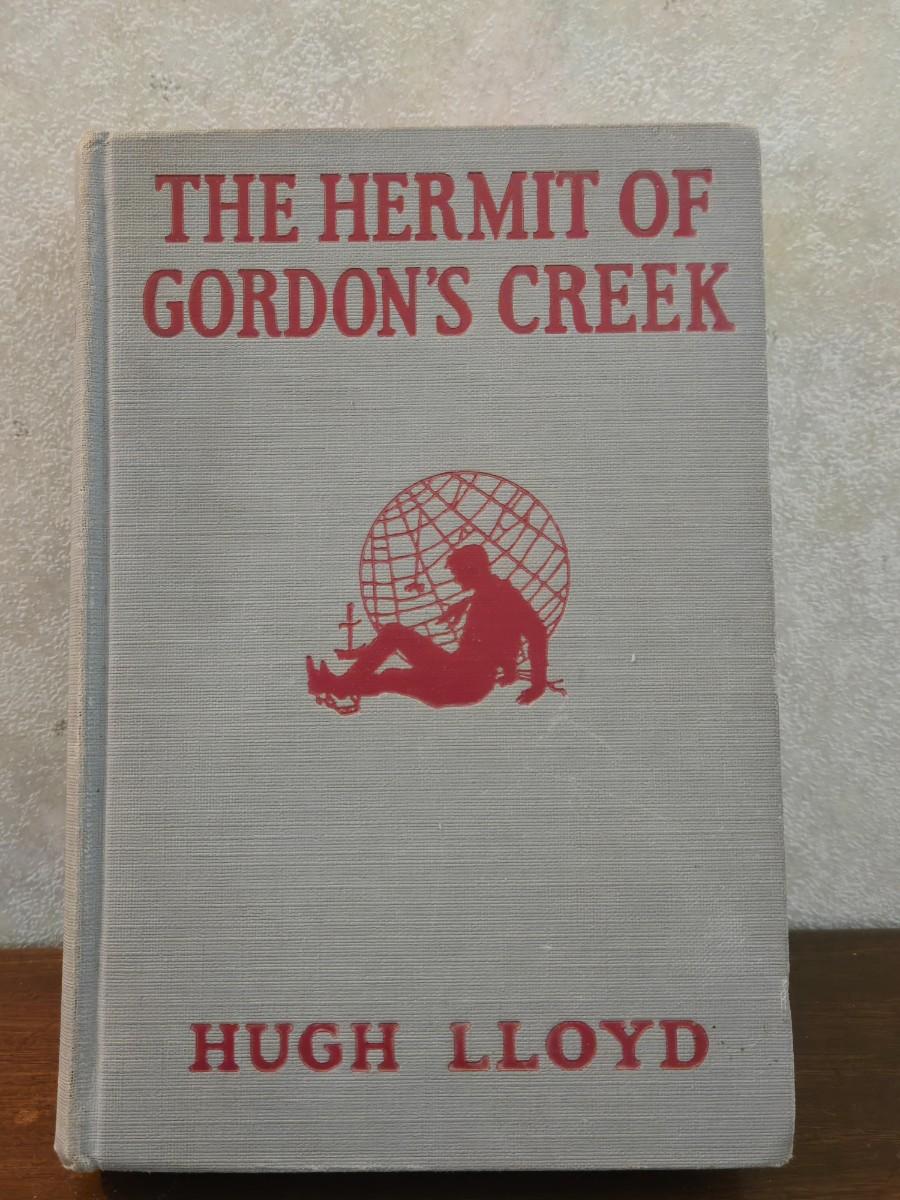 THE HERMIT OF
GORDON'S CREEK
HUGH LLOYD